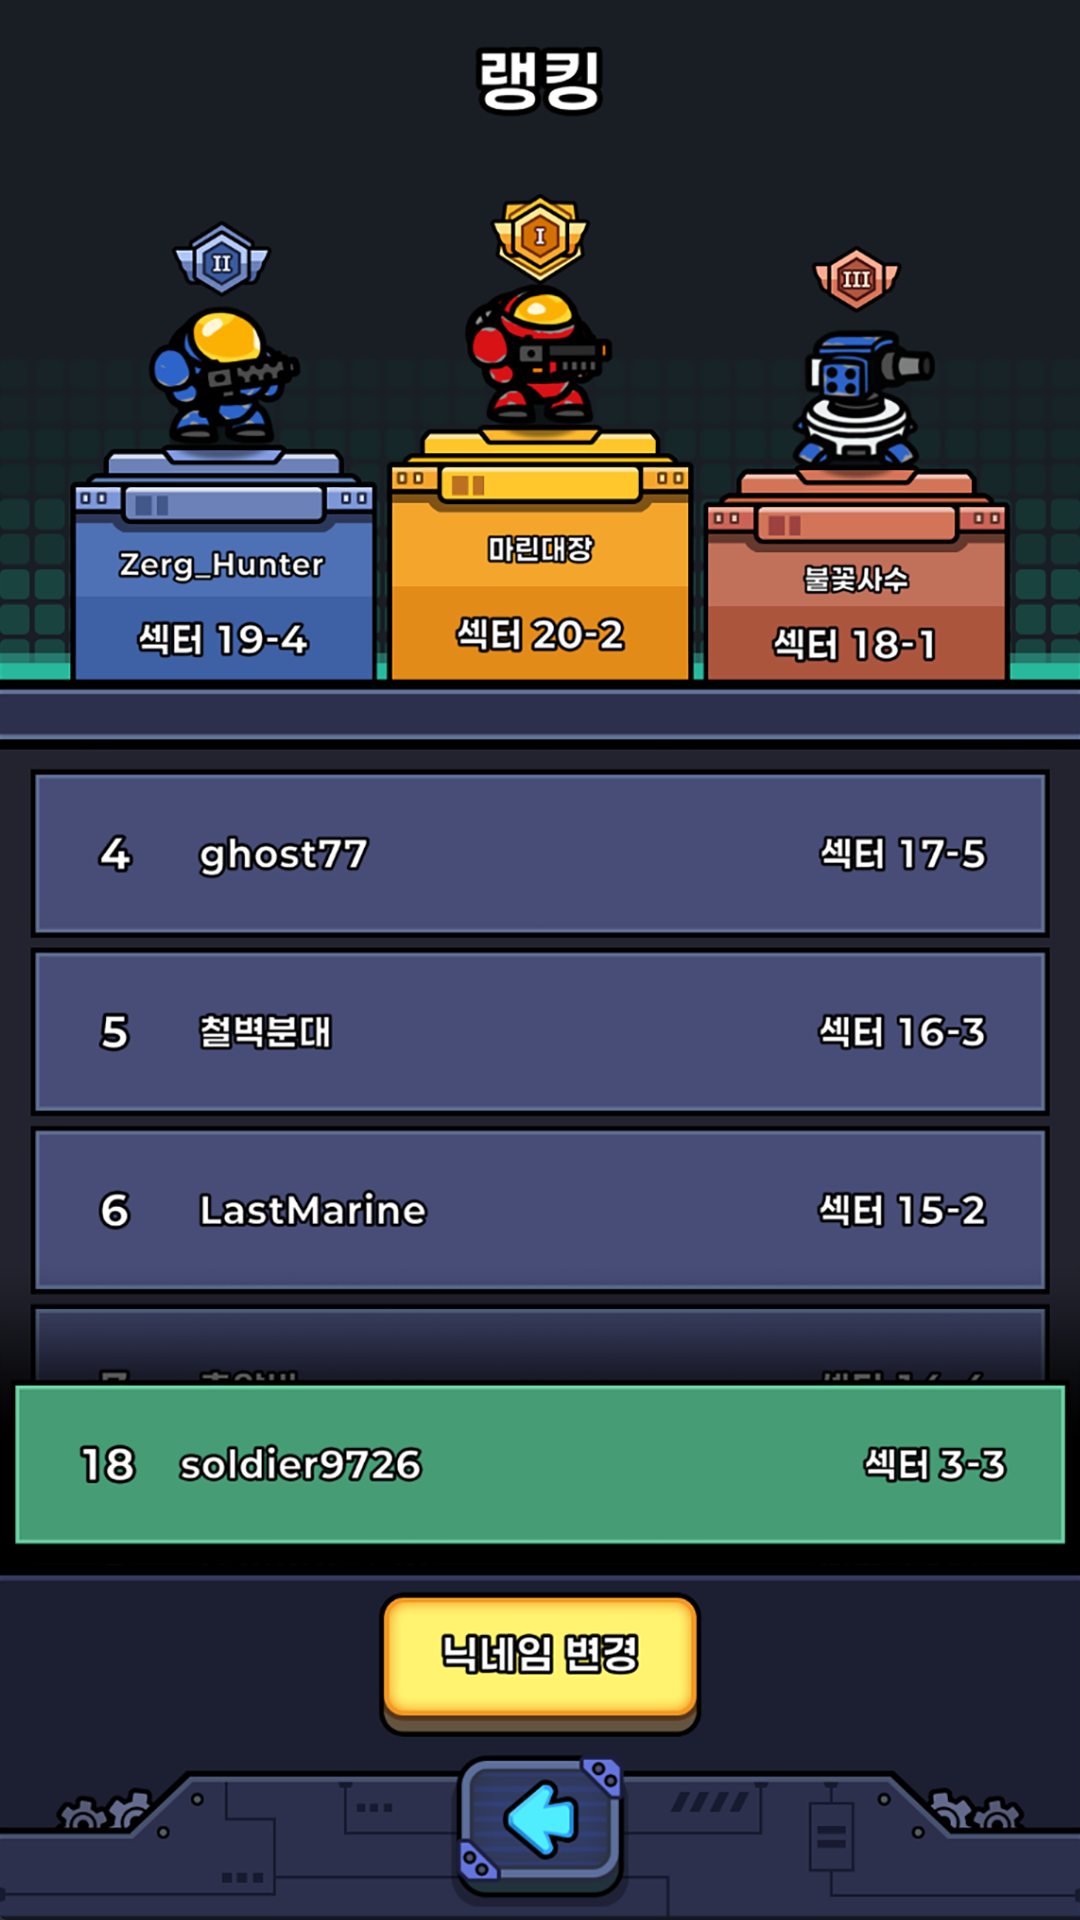 랭킹
I
II
III
Zerg_Hunter
섹터 19-4
마린대장
섹터 20-2
불꽃사수
섹터 18-1
4 ghost77 섹터 17-5
5 철벽분대 섹터 16-3
6 LastMarine 섹터 15-2
18 soldier9726 섹터 3-3
닉네임 변경